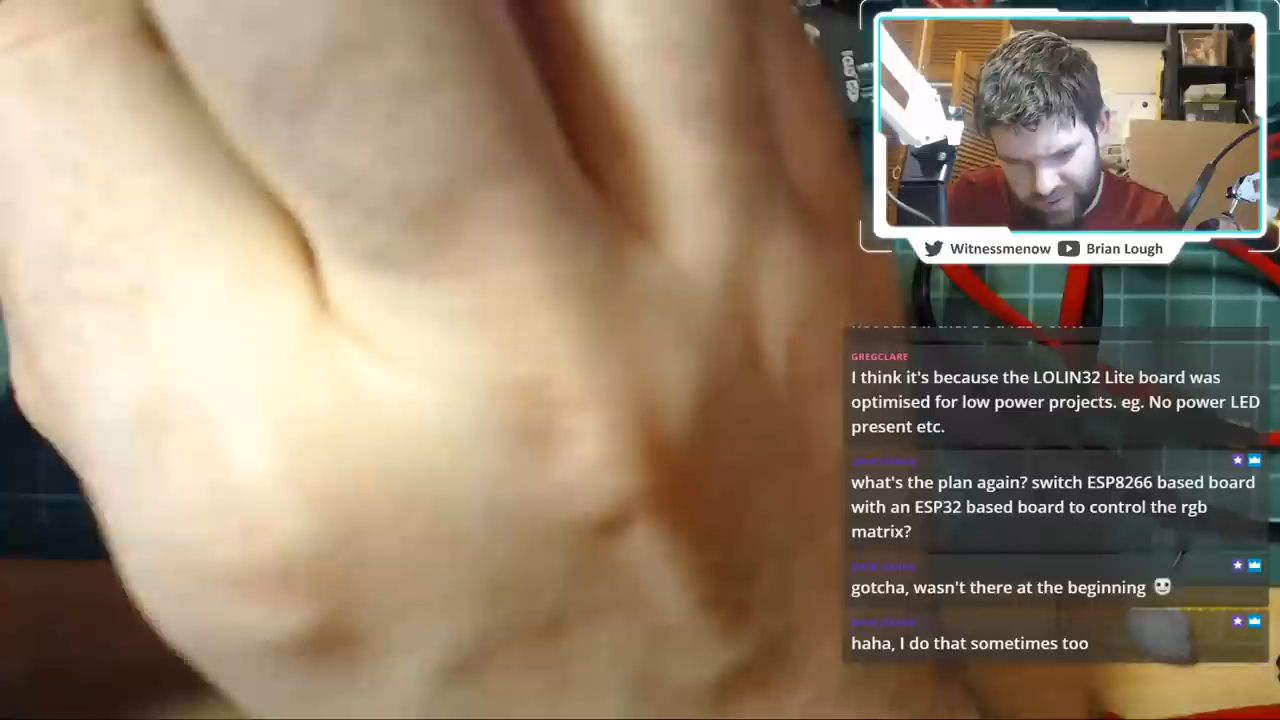 Witnessmenow Brian Lough
GREGCLARE
I think it's because the LOLIN32 Lite board was
optimised for low power projects. eg. No power LED
present etc.
what's the plan again? switch ESP8266 based board
with an ESP32 based board to control the rgb
matrix?
gotcha, wasn't there at the beginning
haha, I do that sometimes too